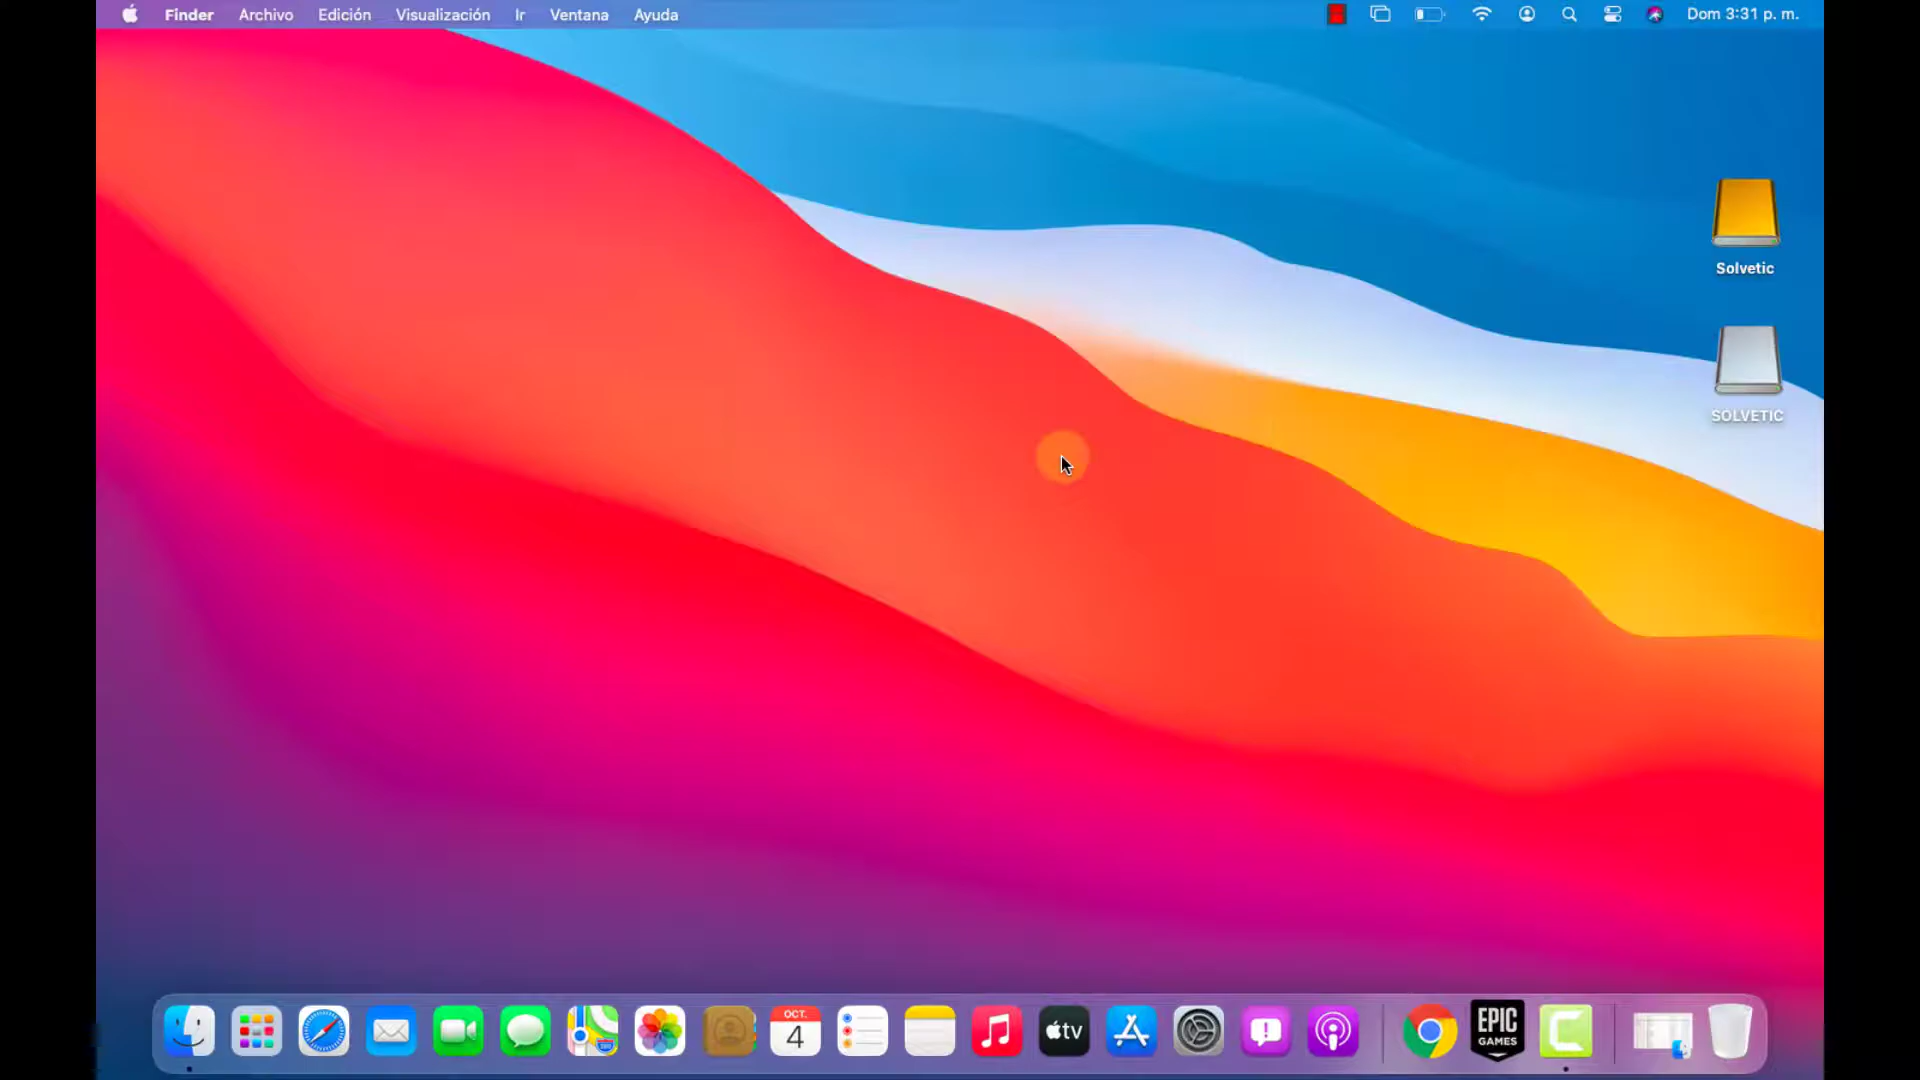 Finder Archivo Edición Visualización Ir Ventana Ayuda Dom 3:31 p. m.
Solvetic
SOLVETIC
OCT.
4
tv
EPIC
GAMES